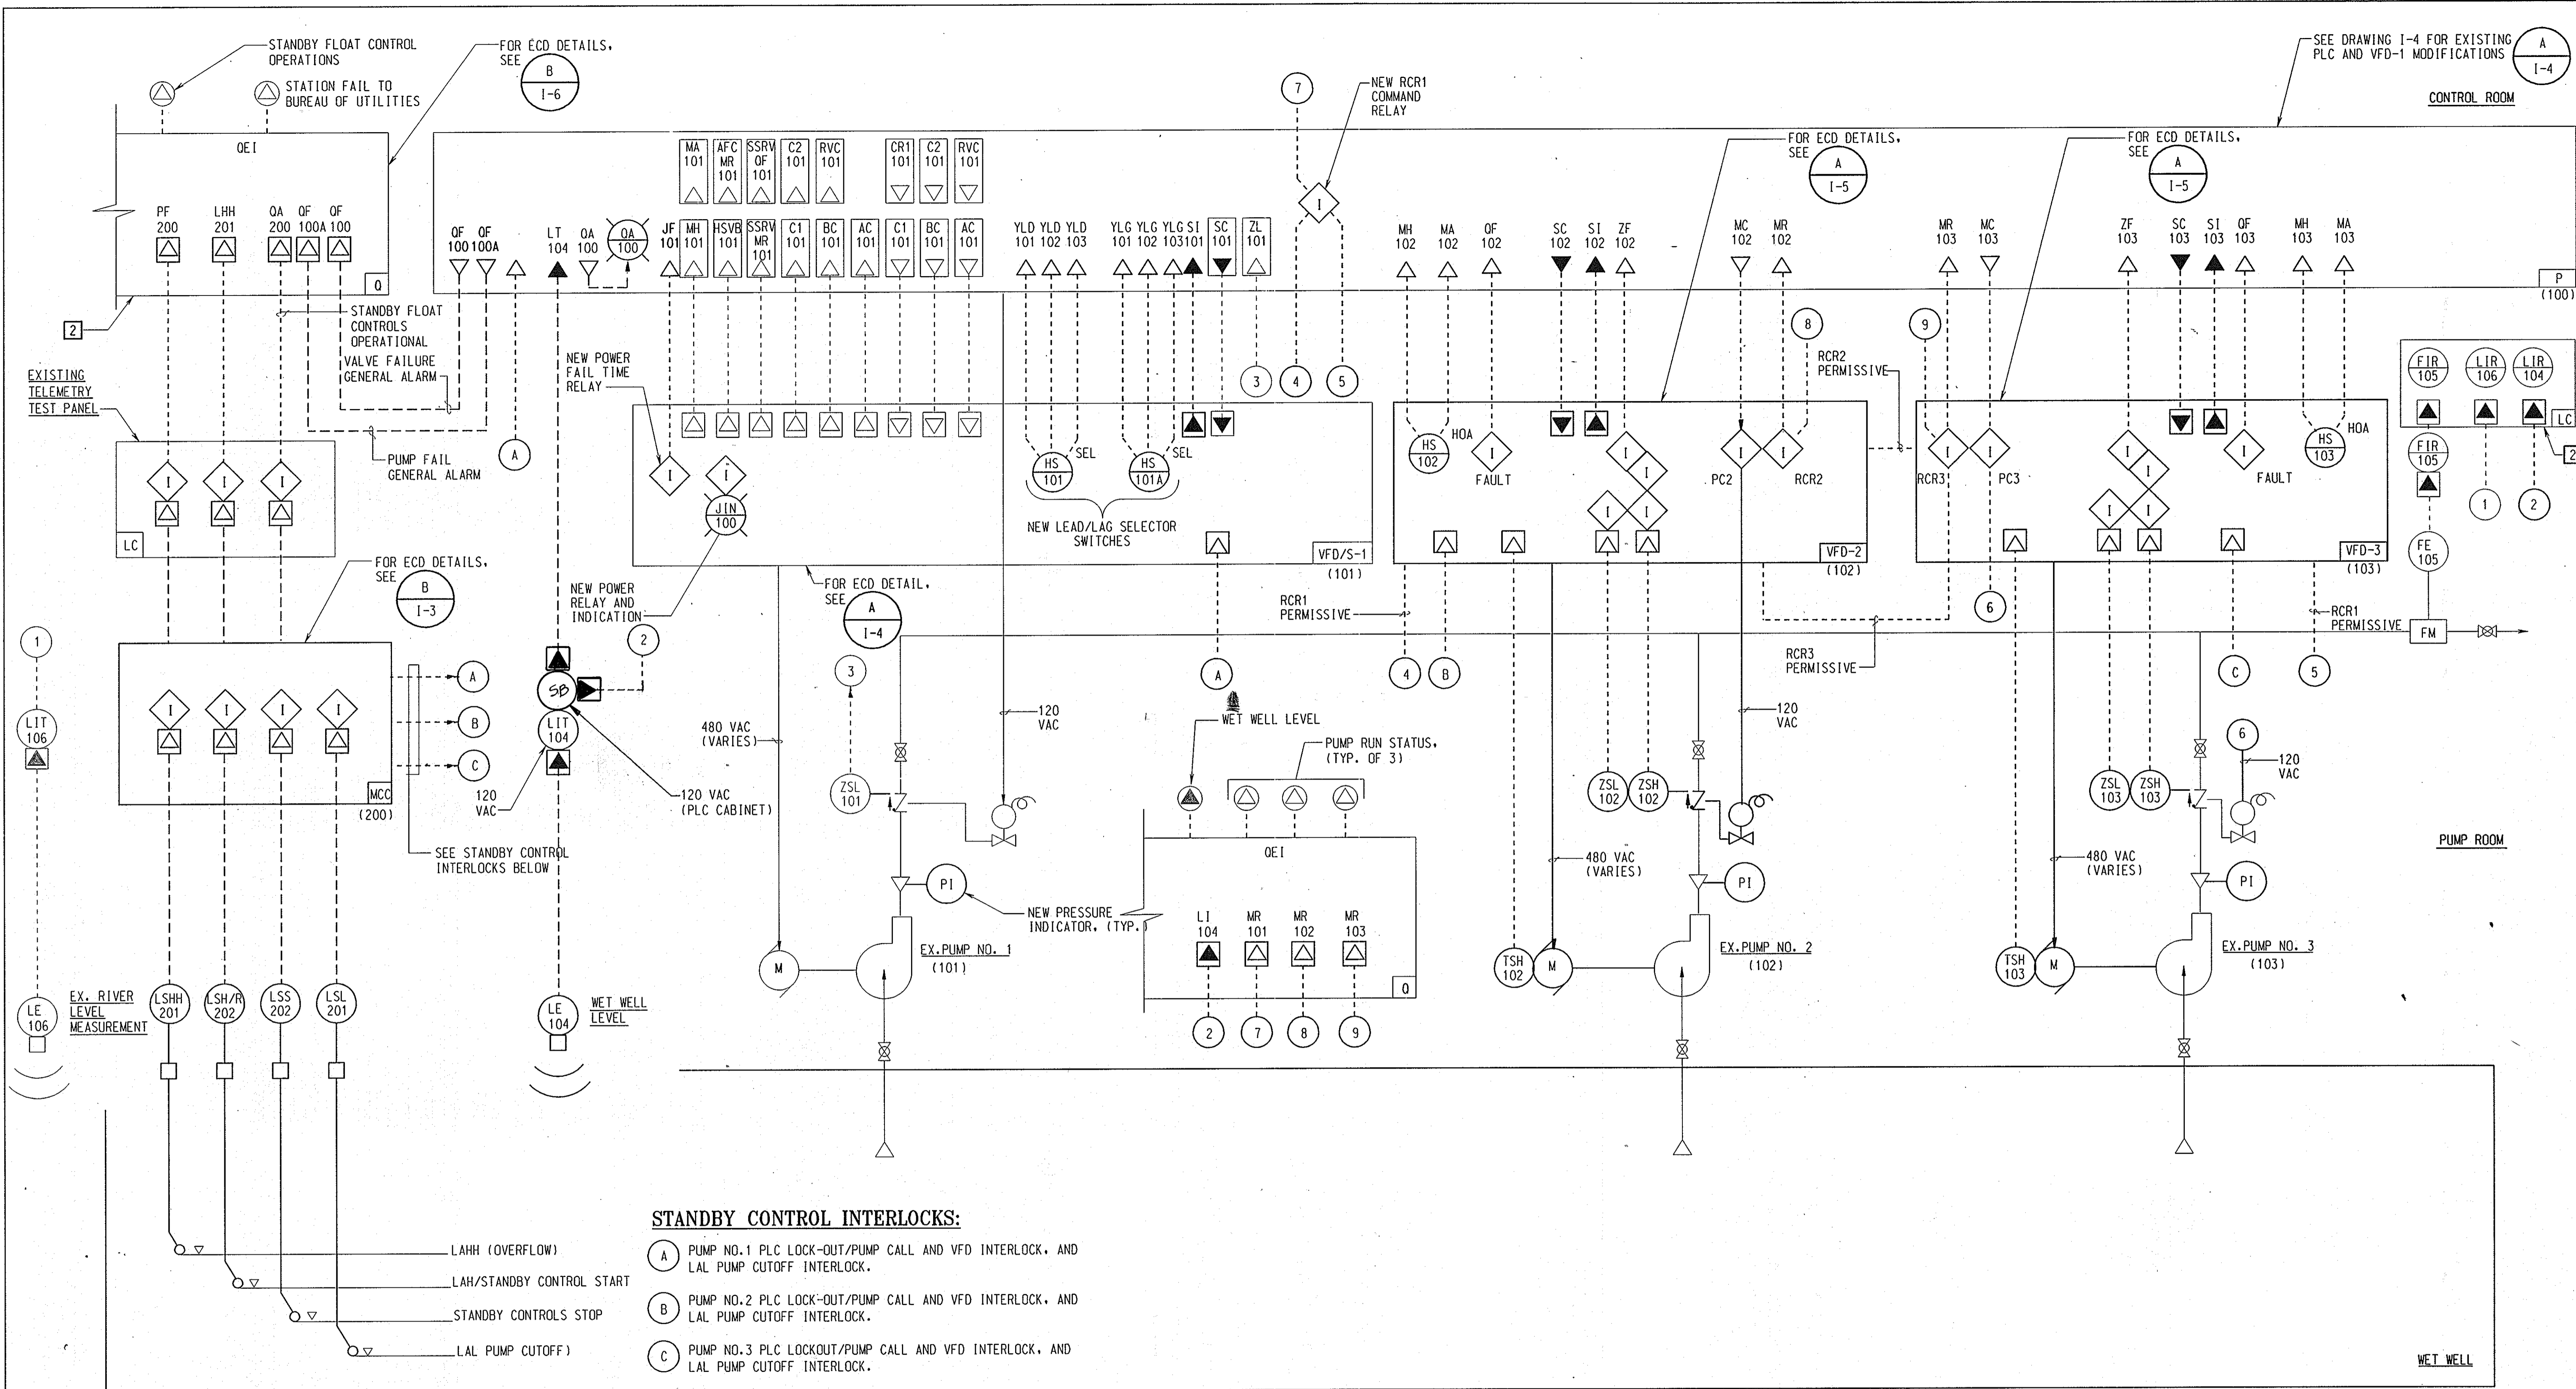 STANDBY FLOAT CONTROL
OPERATIONS
STATION FAIL TO
BUREAU OF UTILITIES
FOR ECD DETAILS,
SEE
B
I-6
7
NEW RCR1
COMMAND
RELAY
SEE DRAWING I-4 FOR EXISTING
PLC AND VFD-1 MODIFICATIONS
A
I-4
CONTROL ROOM
QEI
PF
200
LHH
201
QA
200
QF
100A
QF
100
Q
2
QF
100
QF
100A
LT
104
QA
100
QA
100
JF
101
MA
101
AFC
MR
101
SSRV
QF
101
C2
101
RVC
101
CR1
101
C2
101
RVC
101
MH
101
HSVB
101
SSRV
MR
101
C1
101
BC
101
AC
101
C1
101
BC
101
AC
101
YLD
101
YLD
102
YLD
103
YLG
101
YLG
102
YLG
103
SI
101
SC
101
ZL
101
I
FOR ECD DETAILS,
SEE
A
I-5
FOR ECD DETAILS,
SEE
A
I-5
MH
102
MA
102
QF
102
SC
102
SI
102
ZF
102
MC
102
MR
102
MR
103
MC
103
ZF
103
SC
103
SI
103
QF
103
MH
103
MA
103
P
(100)
STANDBY FLOAT
CONTROLS
OPERATIONAL
VALVE FAILURE
GENERAL ALARM
PUMP FAIL
GENERAL ALARM
EXISTING
TELEMETRY
TEST PANEL
I
I
I
LC
A
NEW POWER
FAIL TIME
RELAY
I
I
JIN
100
HS
101
SEL
HS
101A
SEL
NEW LEAD/LAG SELECTOR
SWITCHES
VFD/S-1
(101)
3
4
5
8
9
RCR2
PERMISSIVE
HS
102
HOA
I
FAULT
I
I
I
I
I
PC2
I
RCR2
VFD-2
(102)
I
RCR3
I
PC3
I
I
I
I
I
FAULT
HS
103
HOA
VFD-3
(103)
FIR
105
LIR
106
LIR
104
LC
2
FIR
105
1
2
FE
105
FM
FOR ECD DETAILS,
SEE
B
I-3
NEW POWER
RELAY AND
INDICATION
FOR ECD DETAIL,
SEE
A
I-4
RCR1
PERMISSIVE
RCR3
PERMISSIVE
RCR1
PERMISSIVE
1
LIT
106
I
I
I
I
MCC
(200)
A
B
C
SEE STANDBY CONTROL
INTERLOCKS BELOW
SB
LIT
104
2
120
VAC
120 VAC
(PLC CABINET)
480 VAC
(VARIES)
3
ZSL
101
120
VAC
A
4
B
6
C
5
WET WELL LEVEL
PUMP RUN STATUS,
(TYP. OF 3)
QEI
LI
104
MR
101
MR
102
MR
103
Q
2
7
8
9
ZSL
102
ZSH
102
120
VAC
480 VAC
(VARIES)
ZSL
103
ZSH
103
6
120
VAC
480 VAC
(VARIES)
PUMP ROOM
PI
NEW PRESSURE
INDICATOR, (TYP.)
PI
PI
M
EX.PUMP NO. 1
(101)
TSH
102
M
EX.PUMP NO. 2
(102)
TSH
103
M
EX.PUMP NO. 3
(103)
LE
106
EX. RIVER
LEVEL
MEASUREMENT
LSHH
201
LSH/R
202
LSS
202
LSL
201
LE
104
WET WELL
LEVEL
LAHH (OVERFLOW)
LAH/STANDBY CONTROL START
STANDBY CONTROLS STOP
LAL PUMP CUTOFF)
STANDBY CONTROL INTERLOCKS:
A PUMP NO.1 PLC LOCK-OUT/PUMP CALL AND VFD INTERLOCK, AND
LAL PUMP CUTOFF INTERLOCK.
B PUMP NO.2 PLC LOCK-OUT/PUMP CALL AND VFD INTERLOCK, AND
LAL PUMP CUTOFF INTERLOCK.
C PUMP NO.3 PLC LOCKOUT/PUMP CALL AND VFD INTERLOCK, AND
LAL PUMP CUTOFF INTERLOCK.
WET WELL